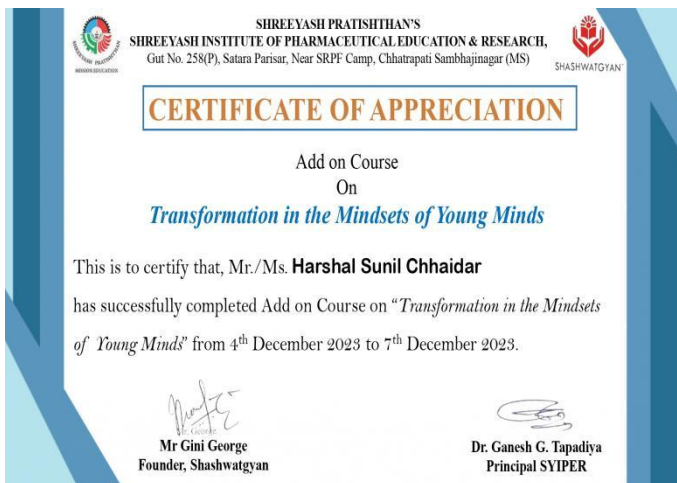 SHREEYASH PRATISHTHAN'S
SHREEYASH INSTITUTE OF PHARMACEUTICAL EDUCATION & RESEARCH,
Gut No. 258(P), Satara Parisar, Near SRPF Camp, Chhatrapati Sambhajinagar (MS)
SHREEYASH PRATISHTHAN
MISSION EDUCATION
SHASHWATGYAN
CERTIFICATE OF APPRECIATION
Add on Course
On
Transformation in the Mindsets of Young Minds
This is to certify that, Mr./Ms. Harshal Sunil Chhaidar
has successfully completed Add on Course on “Transformation in the Mindsets
of Young Minds” from 4th December 2023 to 7th December 2023.
Mr Gini George
Founder, Shashwatgyan
Dr. Ganesh G. Tapadiya
Principal SYIPER